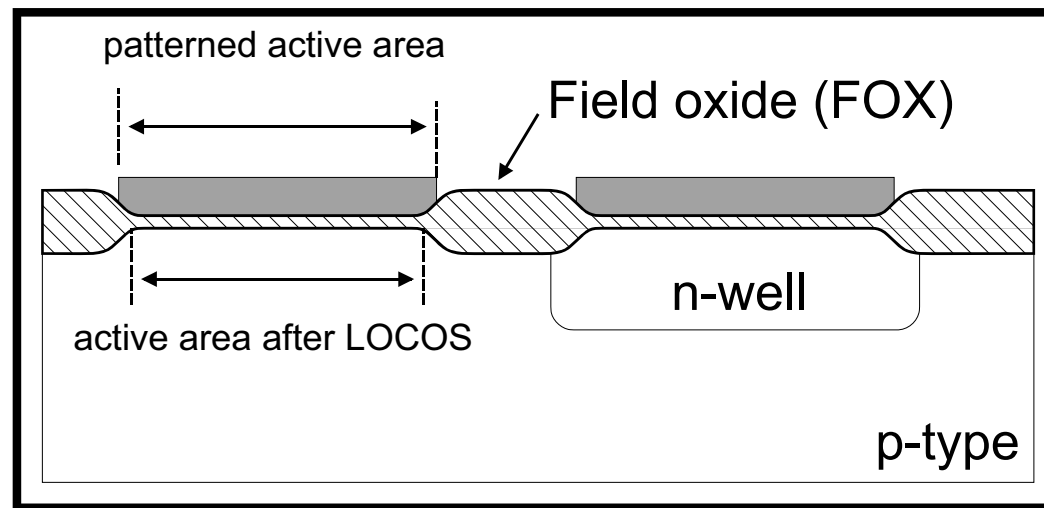 patterned active area
Field oxide (FOX)
n-well
active area after LOCOS
p-type